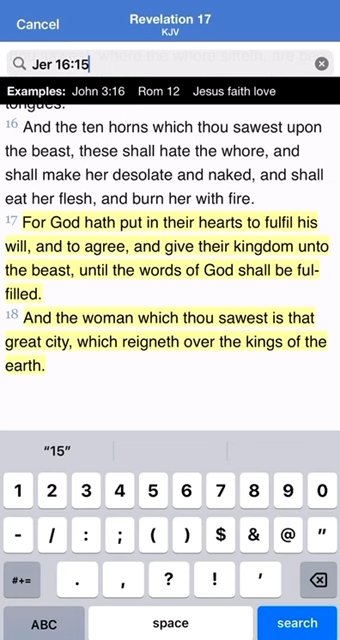 Cancel
Revelation 17
KJV
Jer 16:15
Examples: John 3:16 Rom 12 Jesus faith love
tongues.
16 And the ten horns which thou sawest upon
the beast, these shall hate the whore, and
shall make her desolate and naked, and shall
eat her flesh, and burn her with fire.
17 For God hath put in their hearts to fulfil his
will, and to agree, and give their kingdom unto
the beast, until the words of God shall be ful-
filled.
18 And the woman which thou sawest is that
great city, which reigneth over the kings of the
earth.
“15”
1 2 3 4 5 6 7 8 9 0
- / : ; ( ) $ & @ "
#+= . , ? ! '
ABC space search